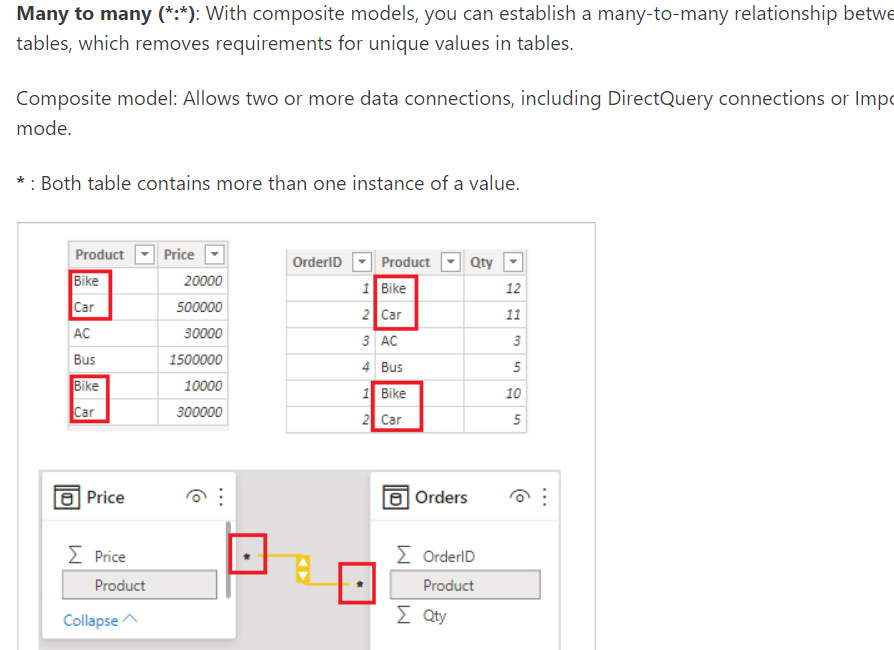 Many to many (*:*): With composite models, you can establish a many-to-many relationship
tables, which removes requirements for unique values in tables.
Composite model: Allows two or more data connections, including DirectQuery connections or
mode.
* : Both table contains more than one instance of a value.
Product Price
Bike 20000
Car 500000
AC 30000
Bus 1500000
Bike 10000
Car 300000
OrderID Product Qty
1 Bike 12
2 Car 11
3 AC 3
4 Bus 5
1 Bike 10
2 Car 5
Price
Σ Price
Product
Collapse
* *
Orders
Σ OrderID
Product
Σ Qty